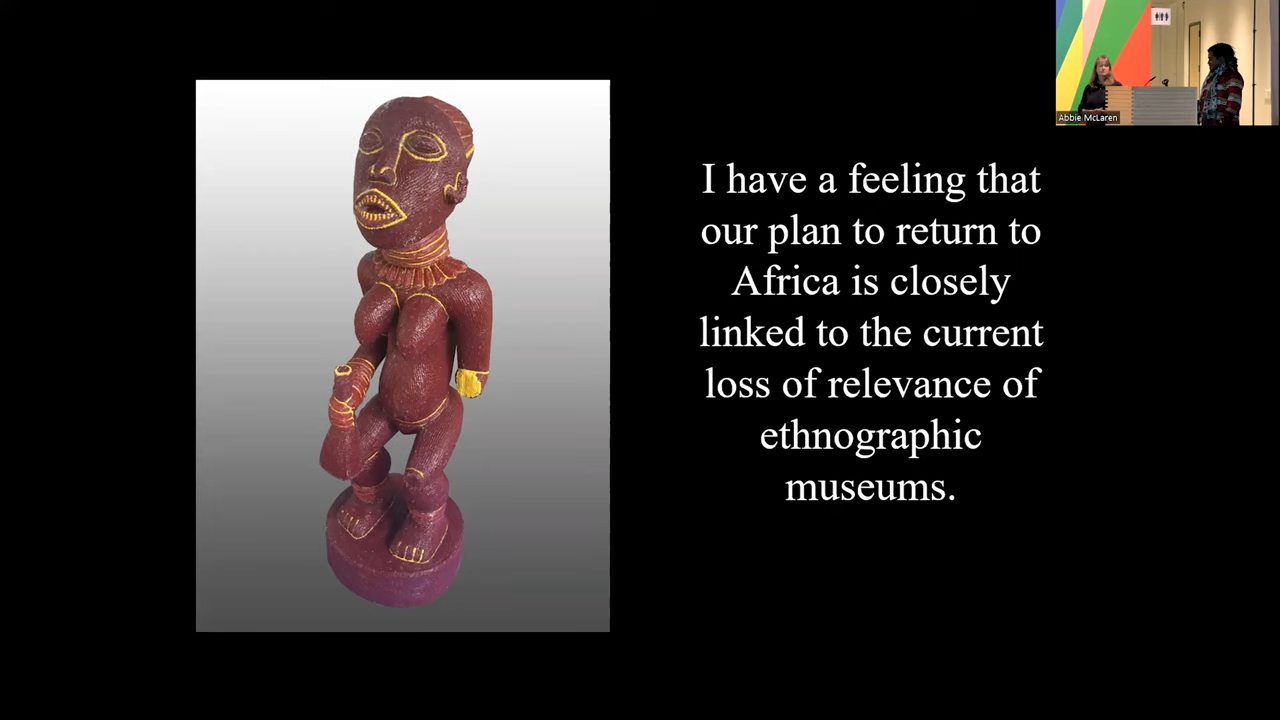 I have a feeling that
our plan to return to
Africa is closely
linked to the current
loss of relevance of
ethnographic
museums.
Abbie McLaren